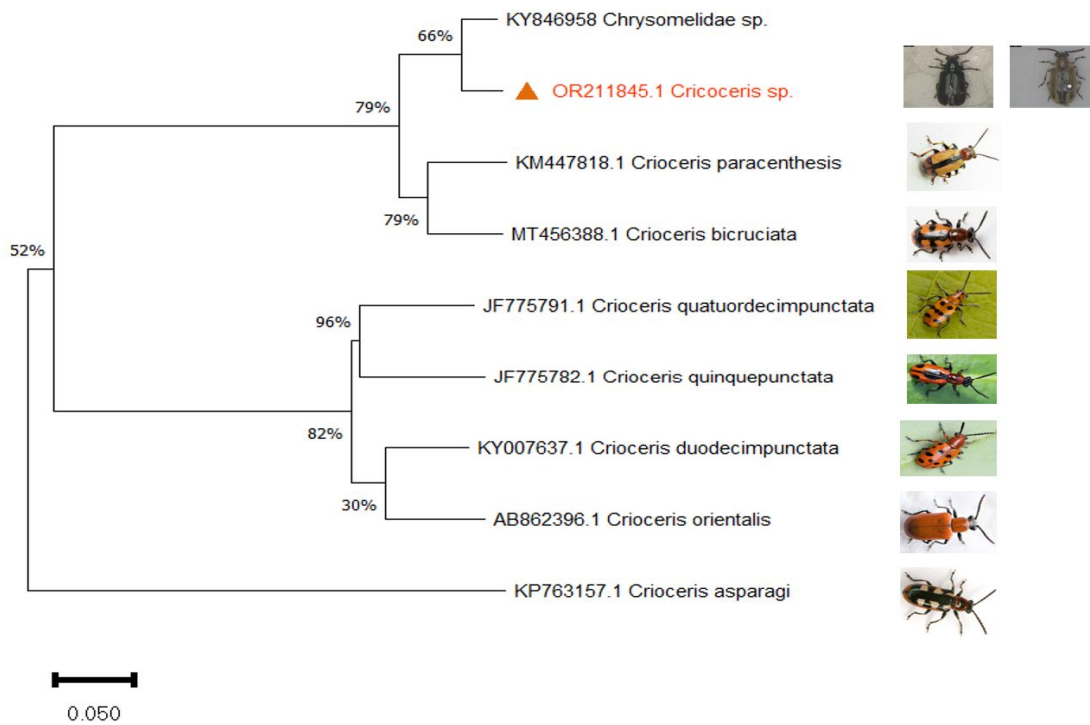 KY846958 Chrysomelidae sp.
66%
OR211845.1 Cricoceris sp.
79%
KM447818.1 Crioceris paracenthesis
79%
MT456388.1 Crioceris bicruciata
52%
JF775791.1 Crioceris quatuordecimpunctata
96%
JF775782.1 Crioceris quinquepunctata
82%
KY007637.1 Crioceris duodecimpunctata
30%
AB862396.1 Crioceris orientalis
KP763157.1 Crioceris asparagi
0.050